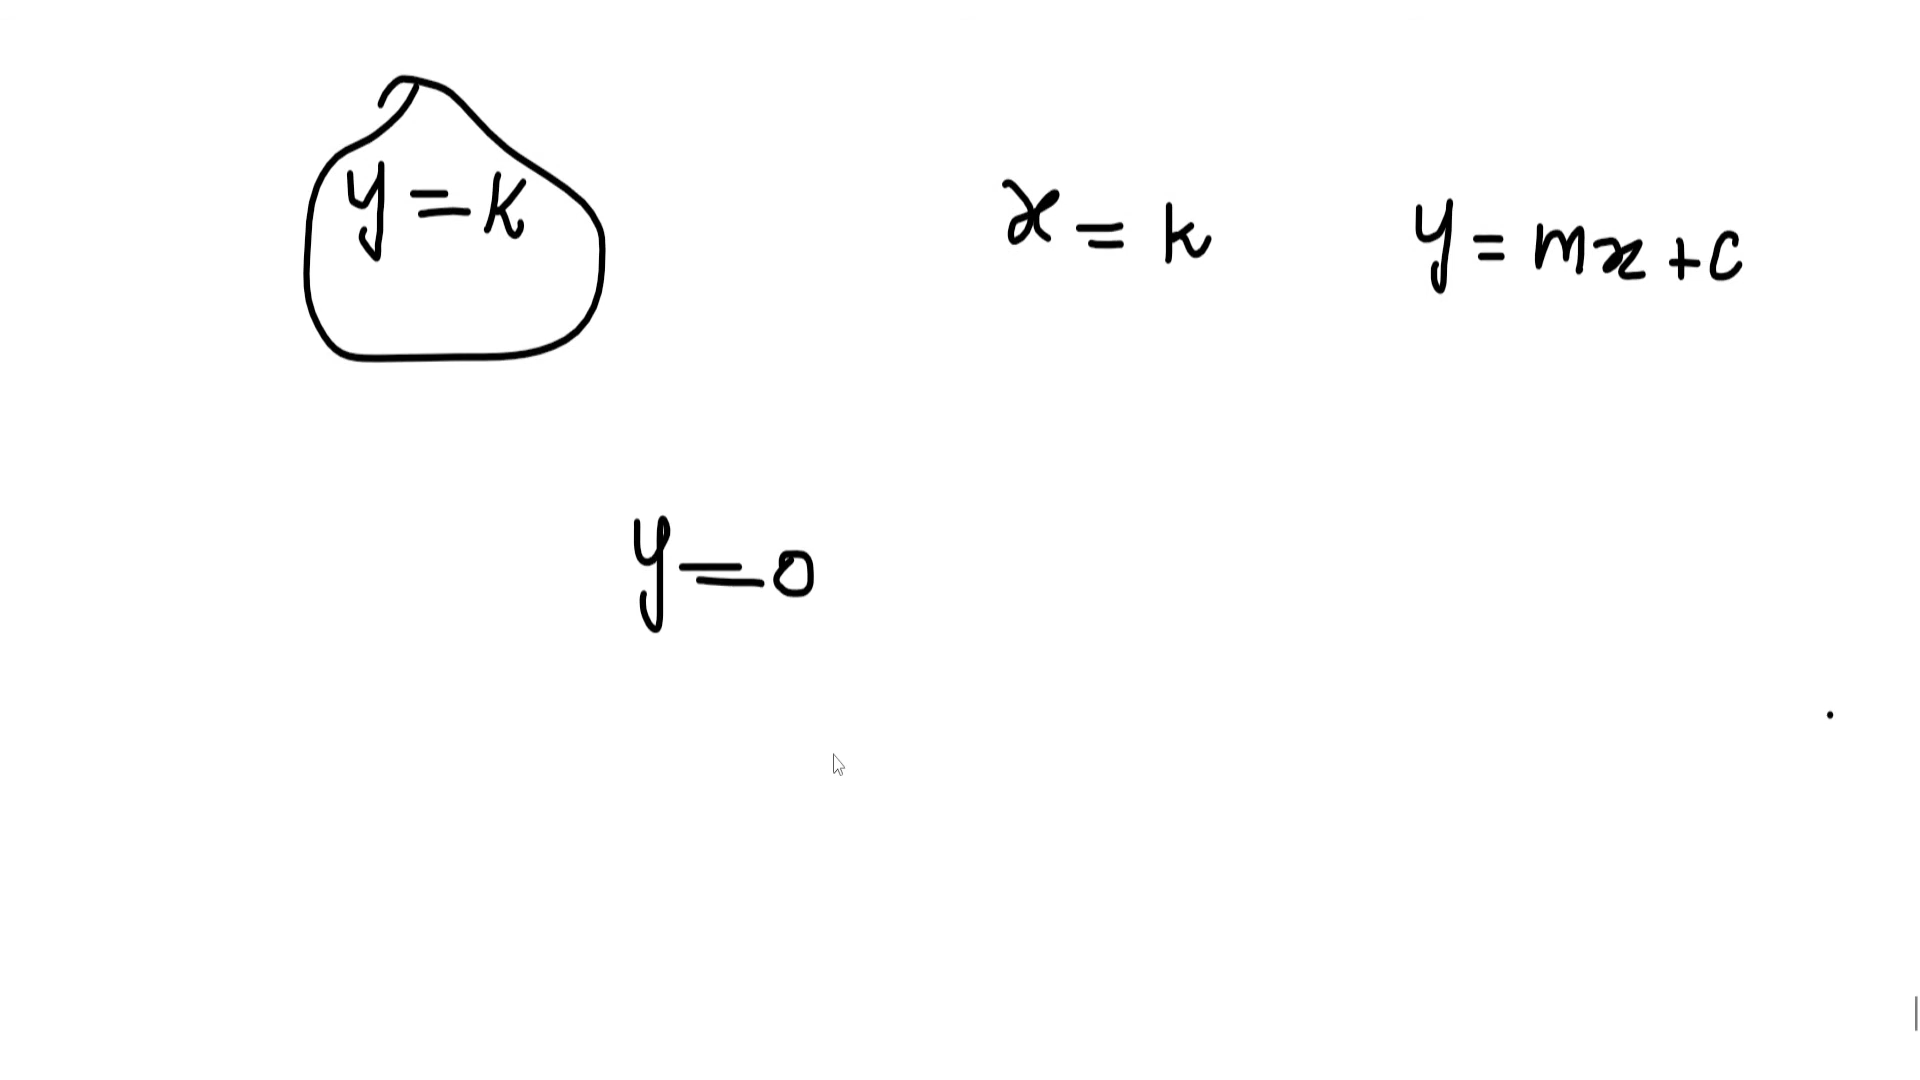 y = k
x = k
y = mx + c
y = 0